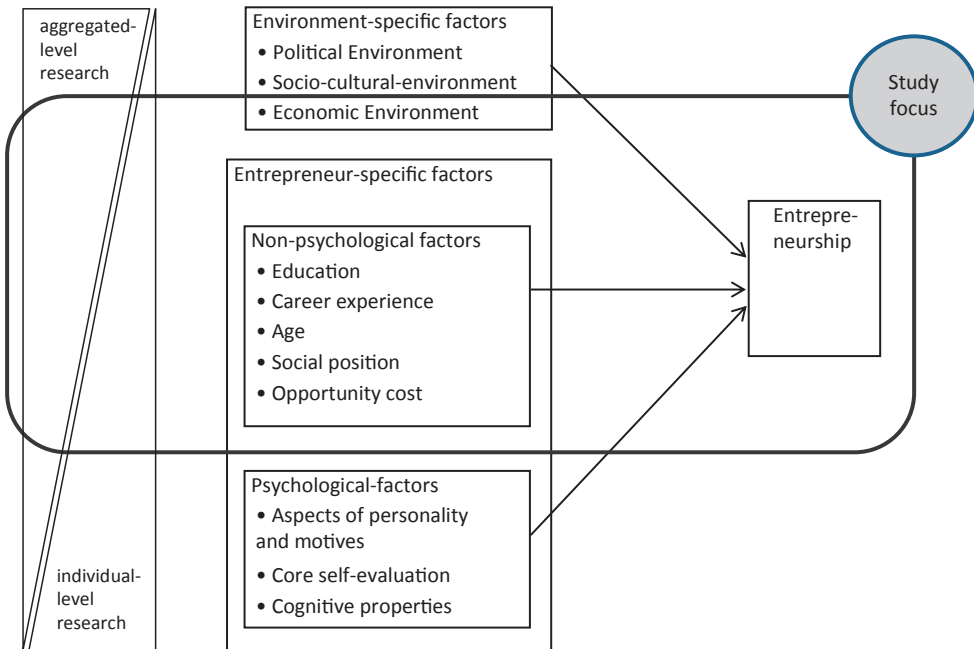 aggregated-
level
research
Environment-specific factors
• Political Environment
• Socio-cultural-environment
• Economic Environment
Study
focus
Entrepreneur-specific factors
Non-psychological factors
• Education
• Career experience
• Age
• Social position
• Opportunity cost
Entrepre-
neurship
Psychological-factors
• Aspects of personality
and motives
• Core self-evaluation
• Cognitive properties
individual-
level
research